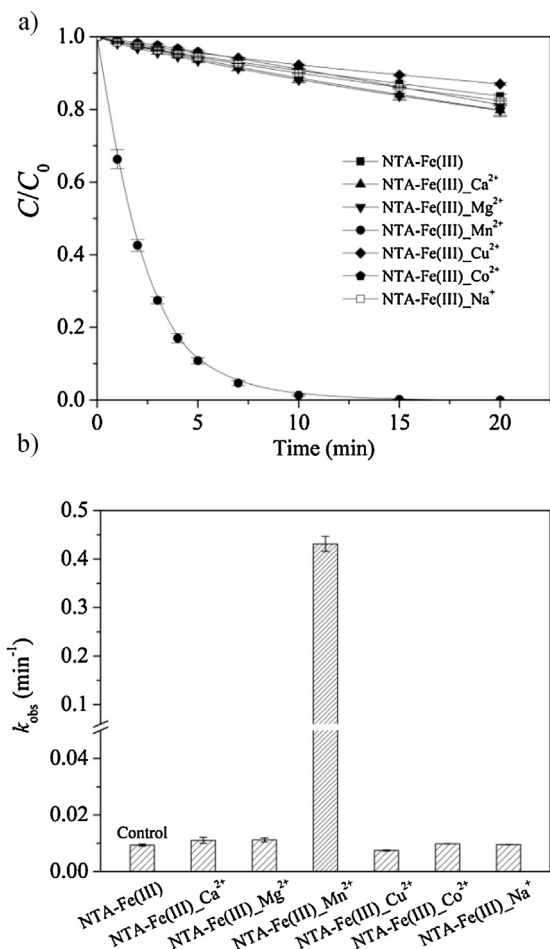 a)
1.0
0.8
0.6
0.4
0.2
0.0
C/C₀
NTA-Fe(III)
NTA-Fe(III)_Ca²⁺
NTA-Fe(III)_Mg²⁺
NTA-Fe(III)_Mn²⁺
NTA-Fe(III)_Cu²⁺
NTA-Fe(III)_Co²⁺
NTA-Fe(III)_Na⁺
0 5 10 15 20
Time (min)
b)
0.5
0.4
0.3
0.2
0.1
0.04
0.02
0.00
k_obs (min⁻¹)
Control
NTA-Fe(III)
NTA-Fe(III)_Ca²⁺
NTA-Fe(III)_Mg²⁺
NTA-Fe(III)_Mn²⁺
NTA-Fe(III)_Cu²⁺
NTA-Fe(III)_Co²⁺
NTA-Fe(III)_Na⁺